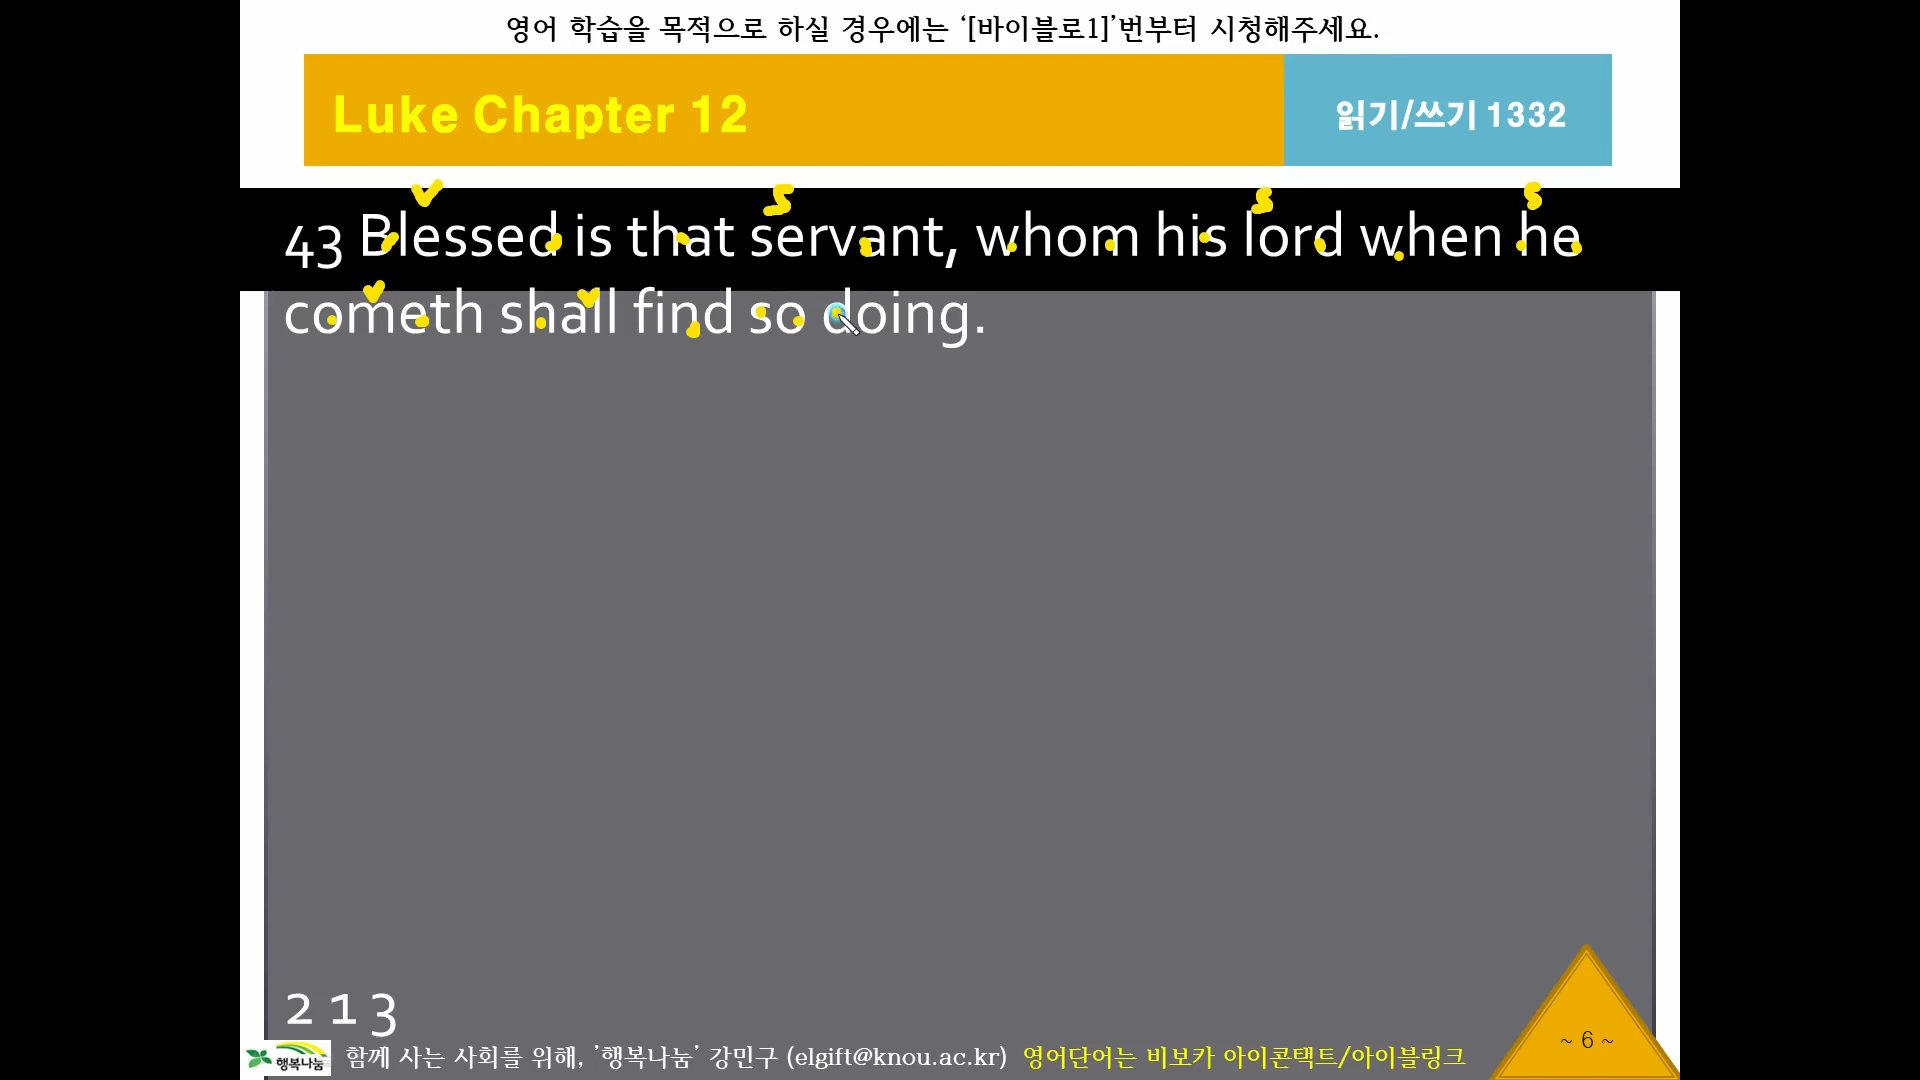 영어 학습을 목적으로 하실 경우에는 ‘[바이블로1]’번부터 시청해주세요.
Luke Chapter 12
읽기/쓰기 1332
v s s s
43 Blessed is that servant, whom his lord when he
v v
cometh shall find so doing.
2 1 3
~ 6 ~
행복나눔 함께 사는 사회를 위해, ’행복나눔’ 강민구 (elgift@knou.ac.kr) 영어단어는 비보카 아이콘택트/아이블링크